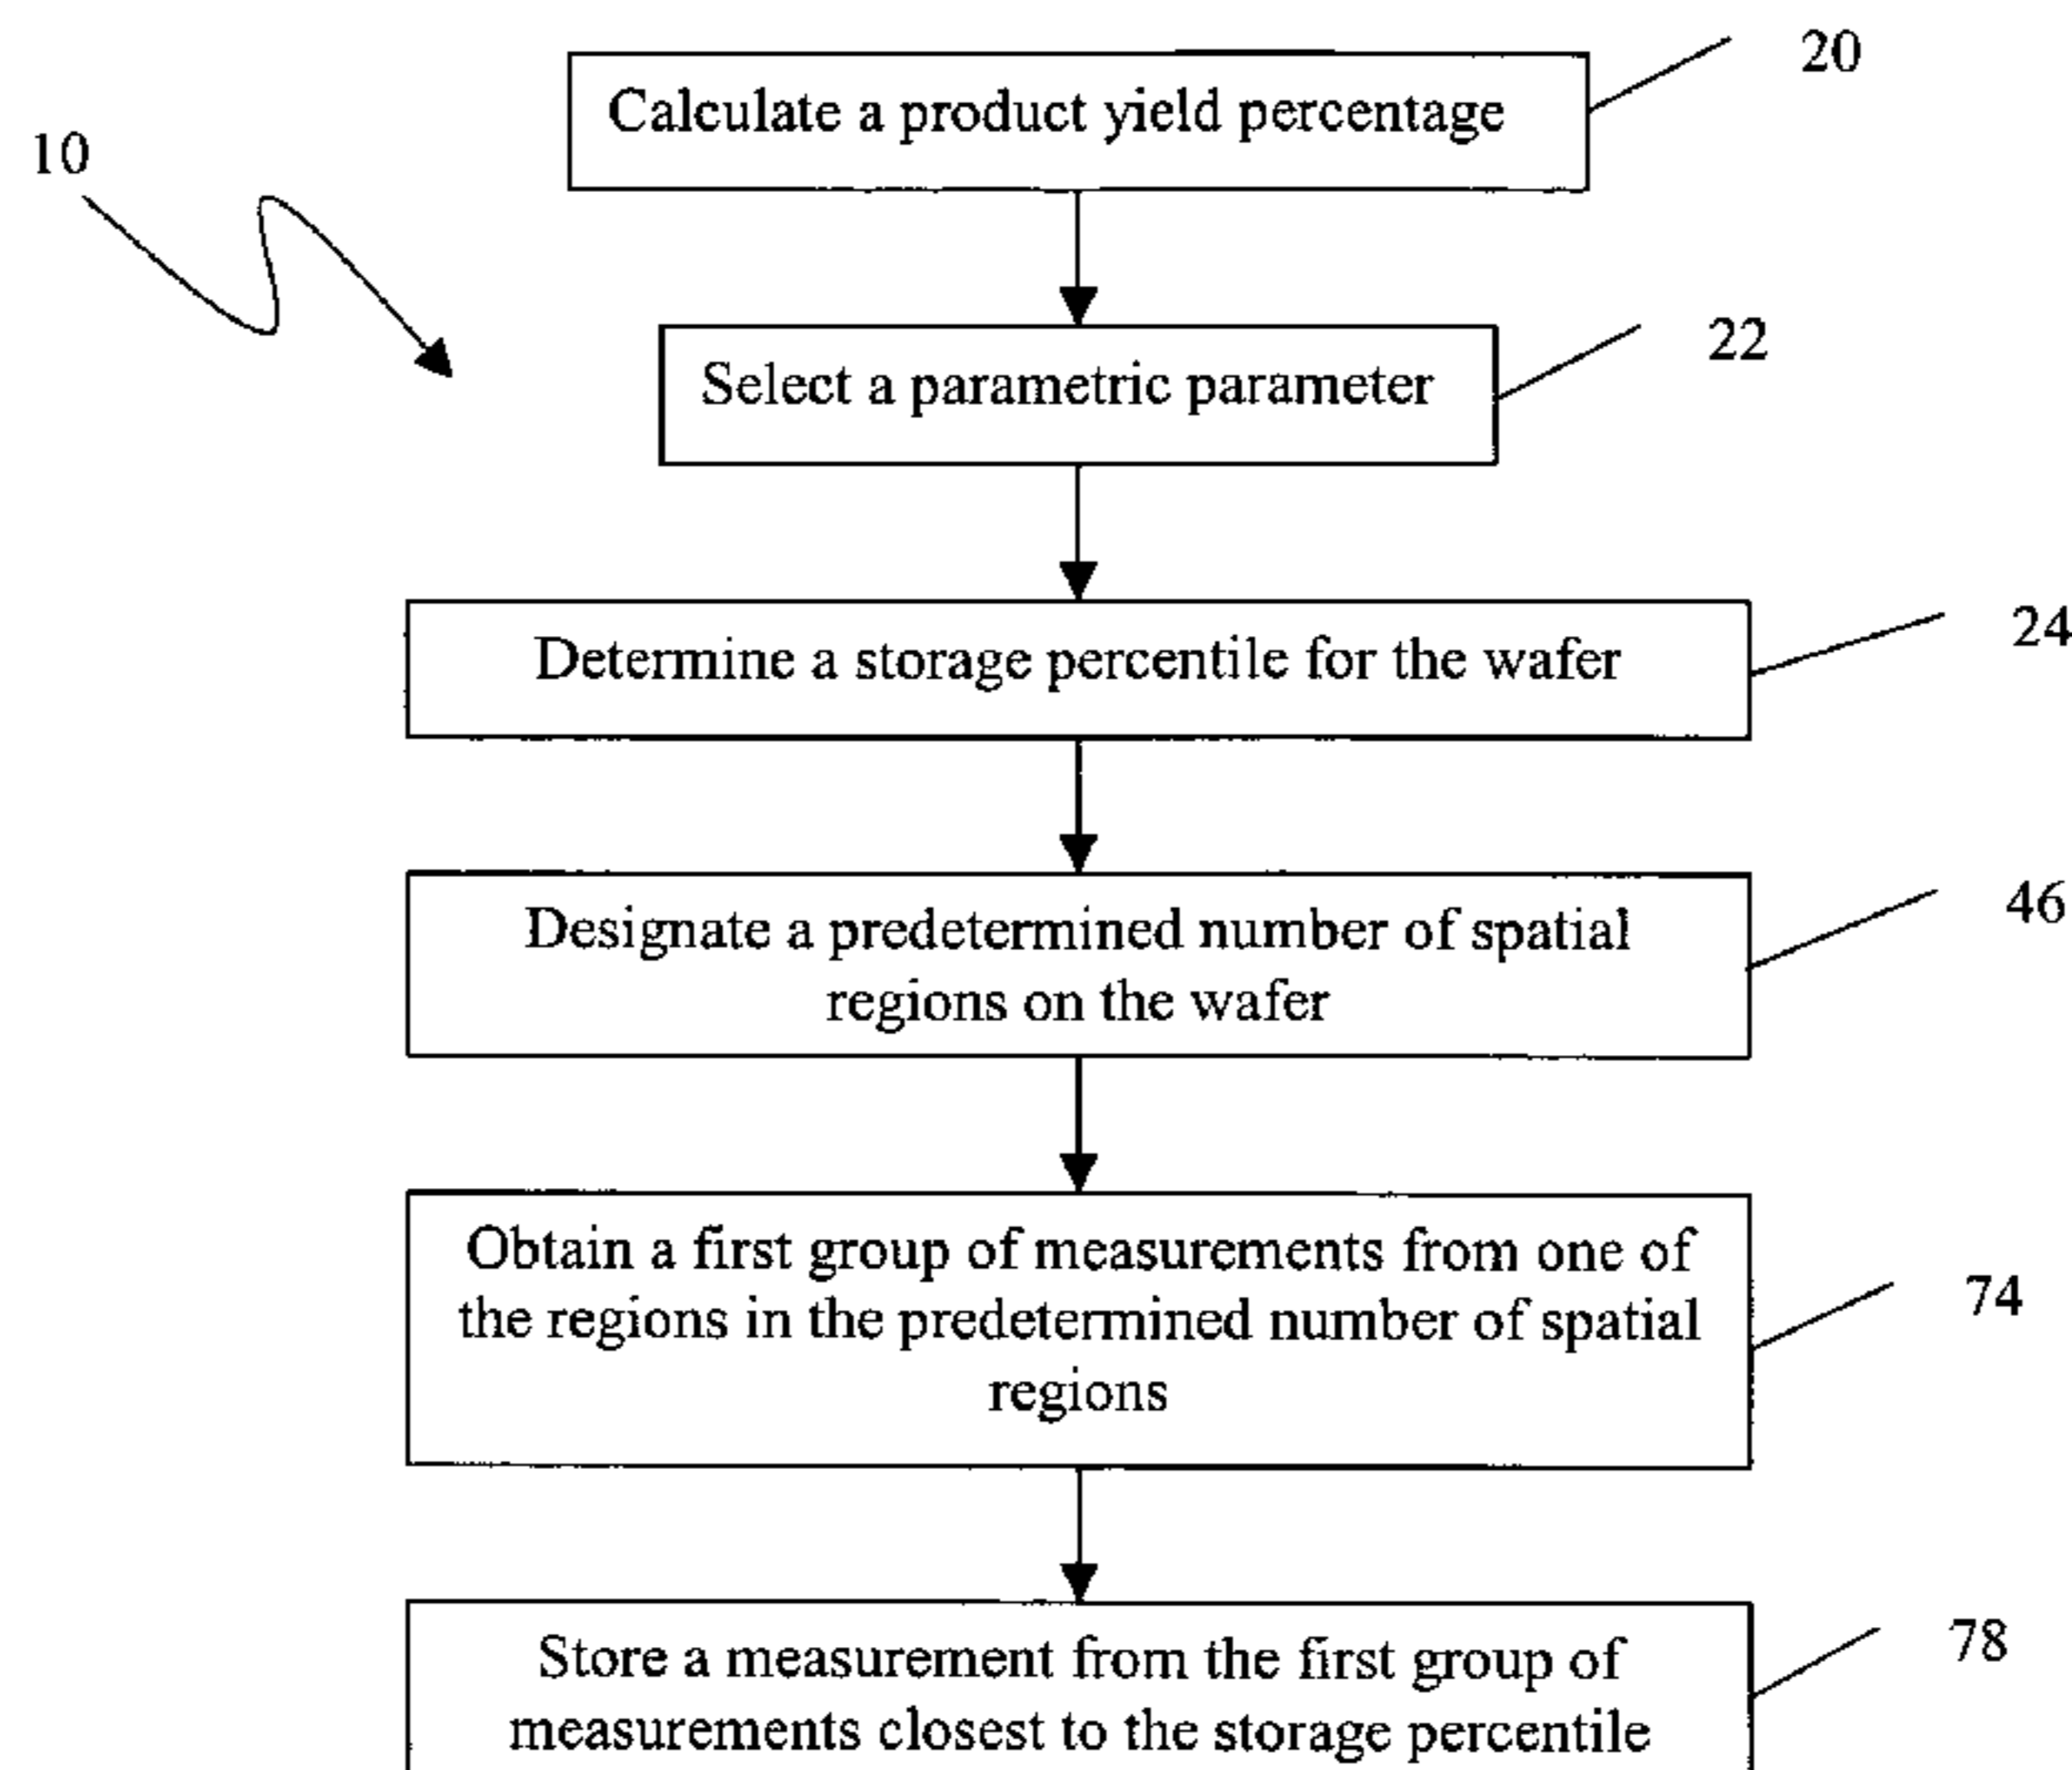 20
Calculate a product yield percentage
10
22
Select a parametric parameter
24
Determine a storage percentile for the wafer
46
Designate a predetermined number of spatial
regions on the wafer
Obtain a first group of measurements from one of
74
the regions in the predetermined number of spatial
regions
78
Store a measurement from the first group of
measurements closest to the storage percentile